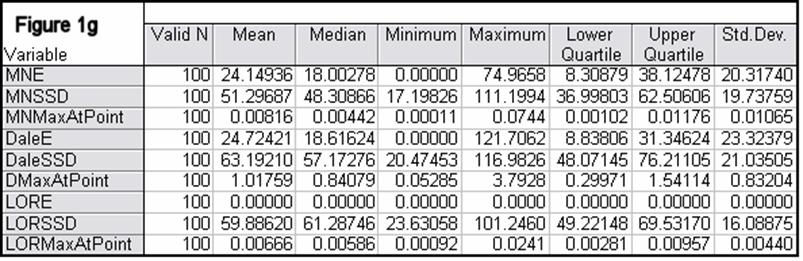 Figure 1g
Variable Valid N Mean Median Minimum Maximum Lower Quartile Upper Quartile Std.Dev.
MNE 100 24.14936 18.00278 0.00000 74.9658 8.30879 38.12478 20.31740
MNSSD 100 51.29687 48.30866 17.19826 111.1994 36.99803 62.50606 19.73759
MNMaxAtPoint 100 0.00816 0.00442 0.00011 0.0744 0.00102 0.01176 0.01065
DaleE 100 24.72421 18.61624 0.00000 121.7062 8.83806 31.34624 23.32379
DaleSSD 100 63.19210 57.17276 20.47453 116.9826 48.07145 76.21105 21.03505
DMaxAtPoint 100 1.01759 0.84079 0.05285 3.7928 0.29971 1.54114 0.83204
LORE 100 0.00000 0.00000 0.00000 0.0000 0.00000 0.00000 0.00000
LORSSD 100 59.88620 61.28746 23.63058 101.2460 49.22148 69.53170 16.08875
LORMaxAtPoint 100 0.00666 0.00586 0.00092 0.0241 0.00281 0.00957 0.00440